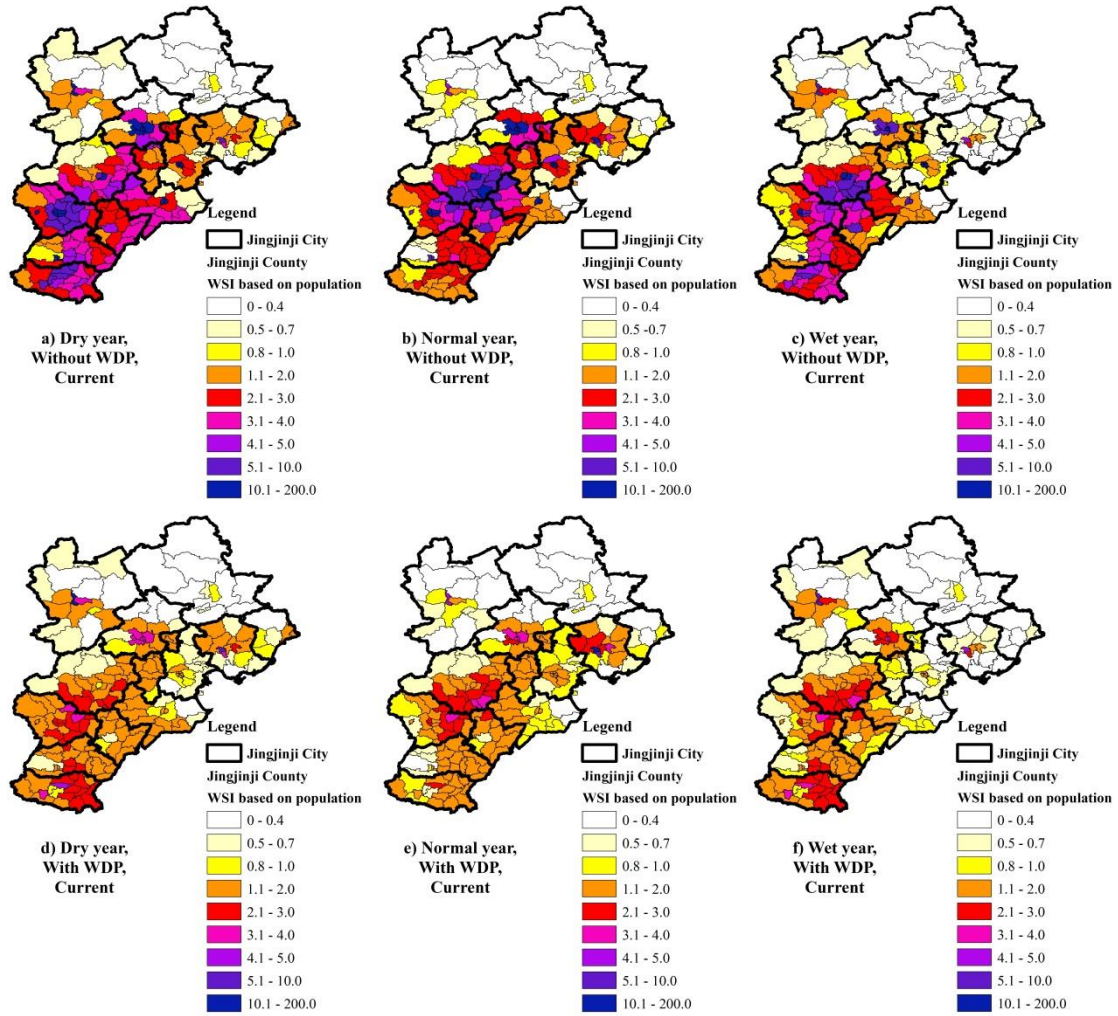 Legend
Jingjinji City
Jingjinji County
WSI based on population
0 - 0.4
0.5 - 0.7
0.8 - 1.0
1.1 - 2.0
2.1 - 3.0
3.1 - 4.0
4.1 - 5.0
5.1 - 10.0
10.1 - 200.0
a) Dry year,
Without WDP,
Current
Legend
Jingjinji City
Jingjinji County
WSI based on population
0 - 0.4
0.5 -0.7
0.8 - 1.0
1.1 - 2.0
2.1 - 3.0
3.1 - 4.0
4.1 - 5.0
5.1 - 10.0
10.1 - 200.0
b) Normal year,
Without WDP,
Current
Legend
Jingjinji City
Jingjinji County
WSI based on population
0 - 0.4
0.5 - 0.7
0.8 - 1.0
1.1 - 2.0
2.1 - 3.0
3.1 - 4.0
4.1 - 5.0
5.1 - 10.0
10.1 - 200.0
c) Wet year,
Without WDP,
Current
Legend
Jingjinji City
Jingjinji County
WSI based on population
0 - 0.4
0.5 - 0.7
0.8 - 1.0
1.1 - 2.0
2.1 - 3.0
3.1 - 4.0
4.1 - 5.0
5.1 - 10.0
10.1 - 200.0
d) Dry year,
With WDP,
Current
Legend
Jingjinji City
Jingjinji County
WSI based on population
0 - 0.4
0.5 - 0.7
0.8 - 1.0
1.1 - 2.0
2.1 - 3.0
3.1 - 4.0
4.1 - 5.0
5.1 - 10.0
10.1 - 200.0
e) Normal year,
With WDP,
Current
Legend
Jingjinji City
Jingjinji County
WSI based on population
0 - 0.4
0.5 - 0.7
0.8 - 1.0
1.1 - 2.0
2.1 - 3.0
3.1 - 4.0
4.1 - 5.0
5.1 - 10.0
10.1 - 200.0
f) Wet year,
With WDP,
Current